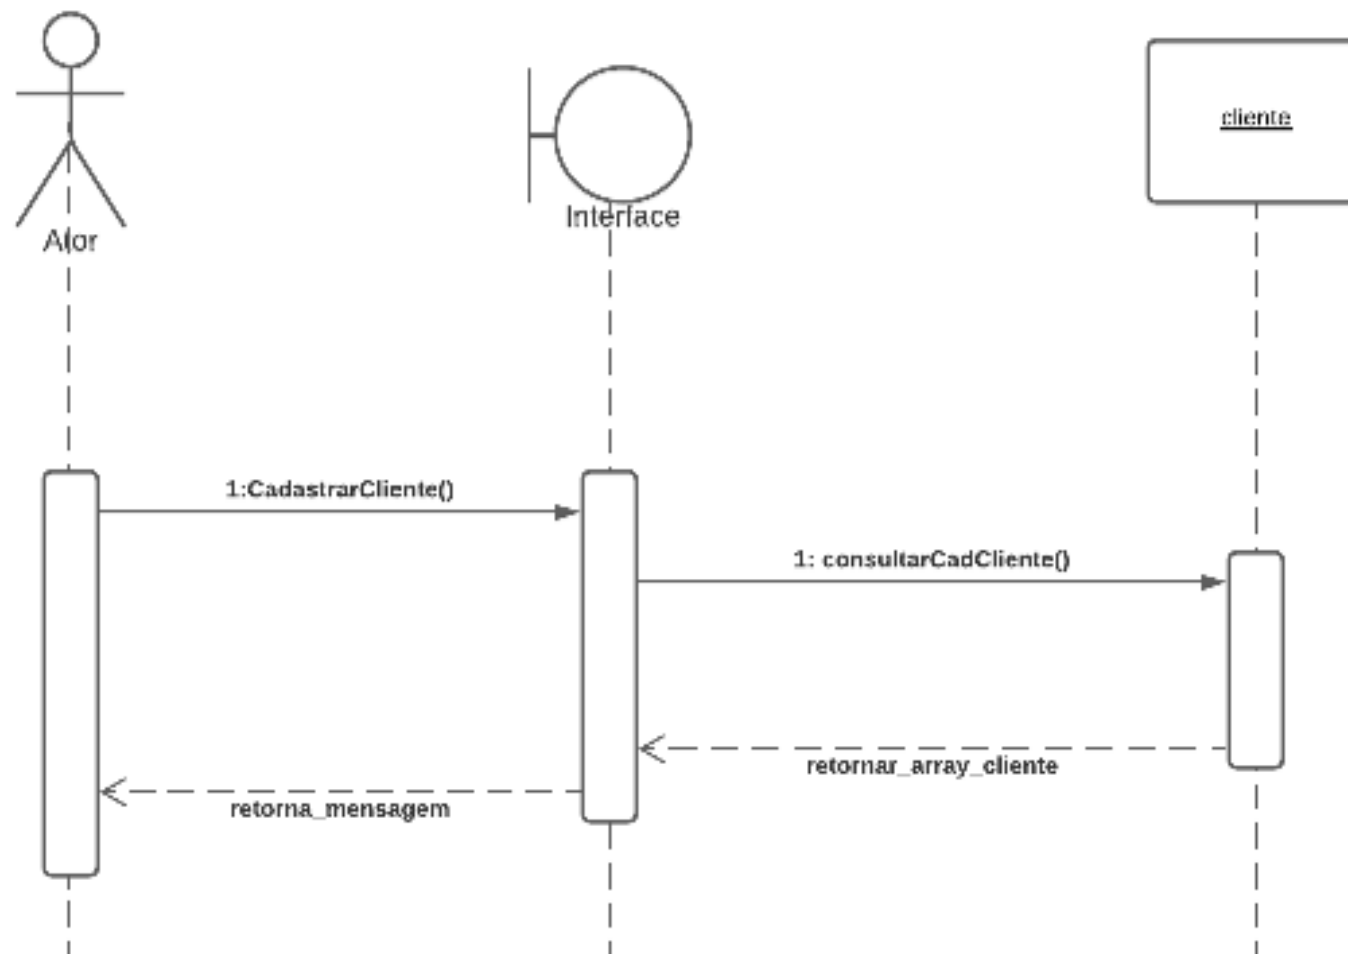 cliente
Interface
Ator
1:CadastrarCliente()
1: consultarCadCliente()
retornar_array_cliente
retorna_mensagem